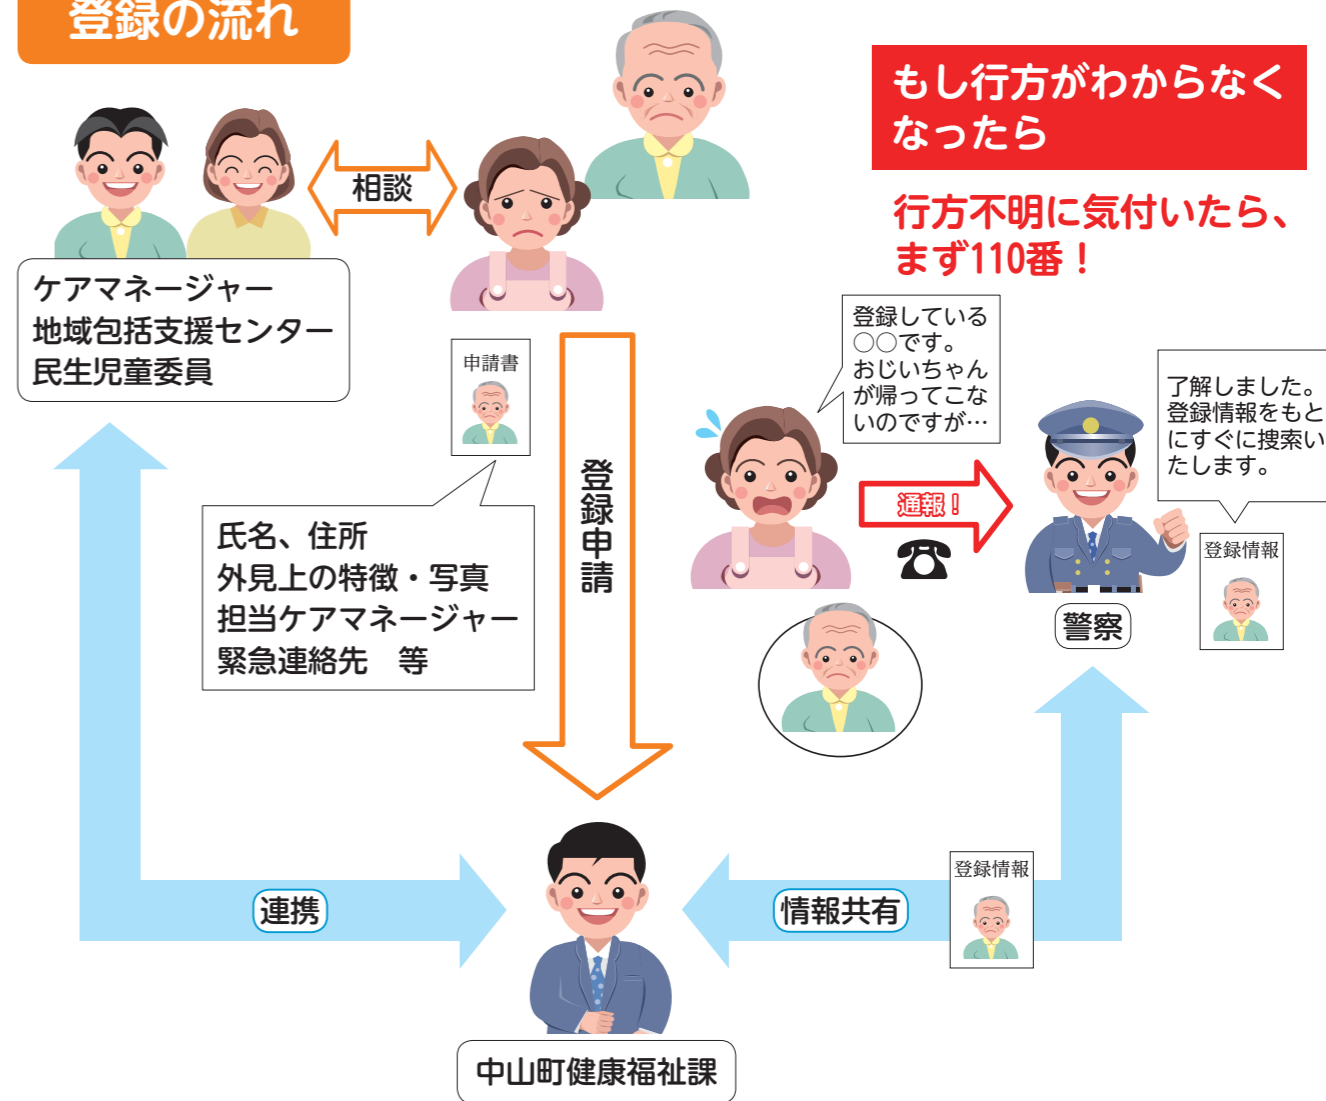 登録の流れ
相談
ケアマネージャー
地域包括支援センター
民生児童委員
申請書
氏名、住所
外見上の特徴・写真
担当ケアマネージャー
緊急連絡先　等
登録申請
もし行方がわからなく
なったら
行方不明に気付いたら、
まず110番！
登録している
○○です。
おじいちゃん
が帰ってこな
いのですが…
通報！
了解しました。
登録情報をもと
にすぐに捜索い
たします。
登録情報
警察
連携
情報共有
登録情報
中山町健康福祉課